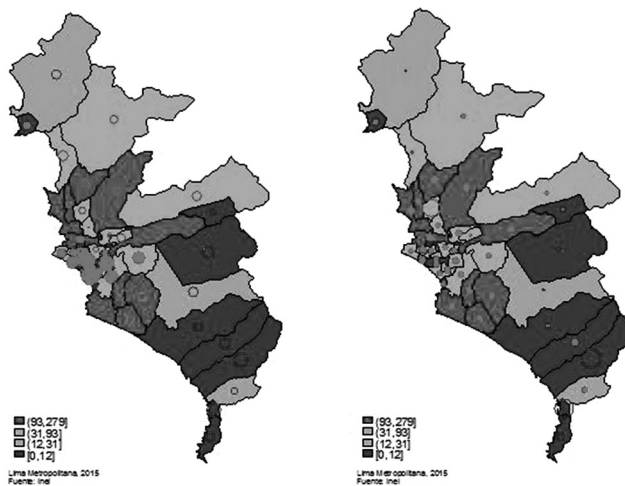 (93,279]
(31,93]
(12,31]
[0,12]
Lima Metropolitana, 2015
Fuente: Inei
(93,279]
(31,93]
(12,31]
[0,12]
Lima Metropolitana, 2015
Fuente: Inei